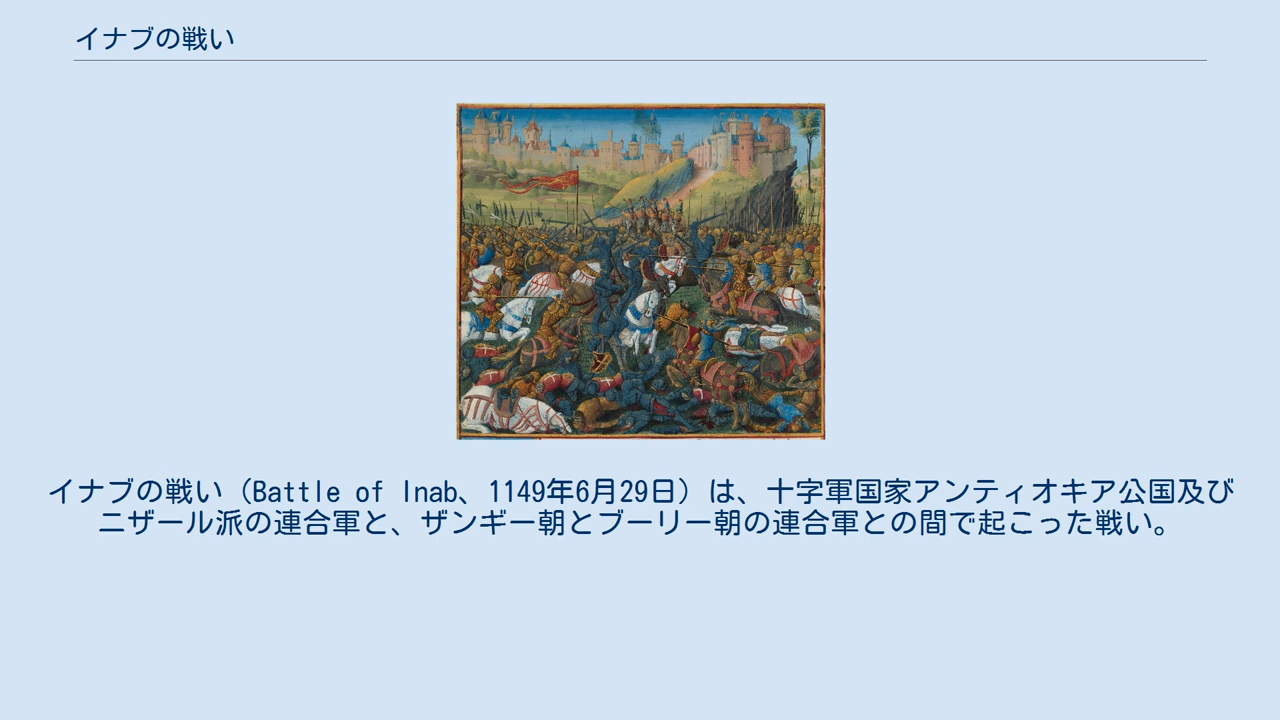 イナブの戦い
イナブの戦い（Battle of Inab、1149年6月29日）は、十字軍国家アンティオキア公国及び
ニザール派の連合軍と、ザンギー朝とブーリー朝の連合軍との間で起こった戦い。